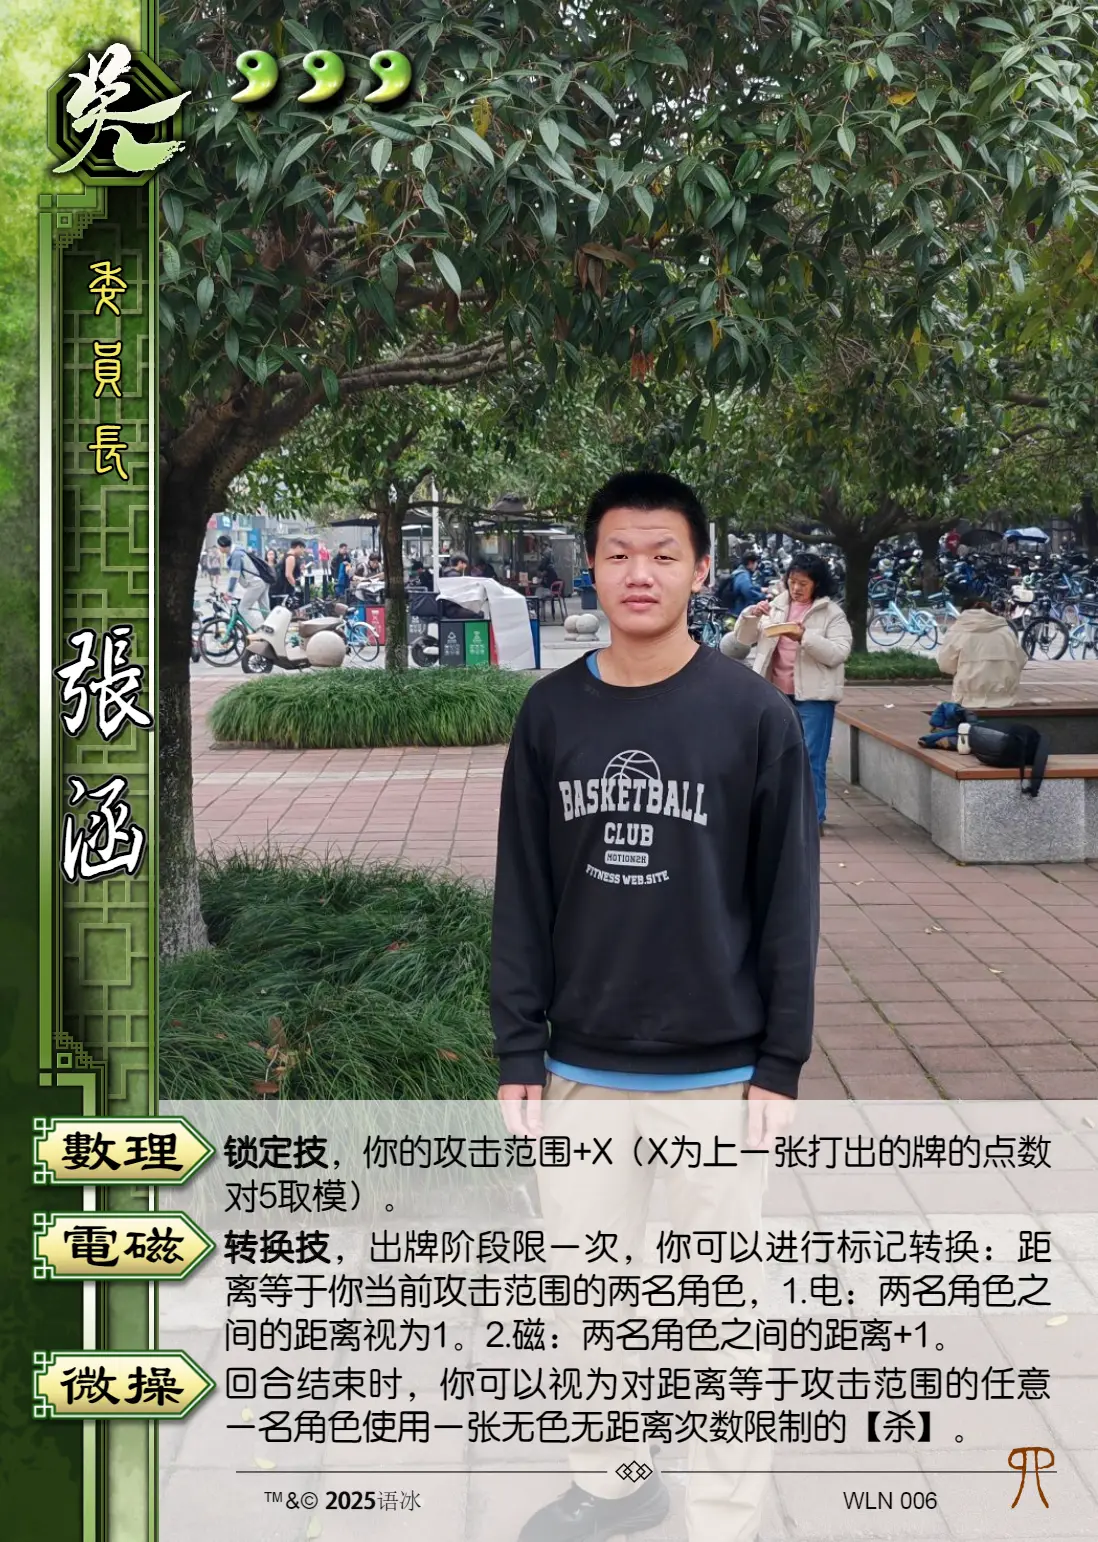 吴
委員長
張涵
BASKETBALL
CLUB
MOTION2H
FITNESS WEB.SITE
數理
锁定技，你的攻击范围+X（X为上一张打出的牌的点数
对5取模）。
電磁
转换技，出牌阶段限一次，你可以进行标记转换：距
离等于你当前攻击范围的两名角色，1.电：两名角色之
间的距离视为1。2.磁：两名角色之间的距离+1。
微操
回合结束时，你可以视为对距离等于攻击范围的任意
一名角色使用一张无色无距离次数限制的【杀】。
™&© 2025语冰
WLN 006